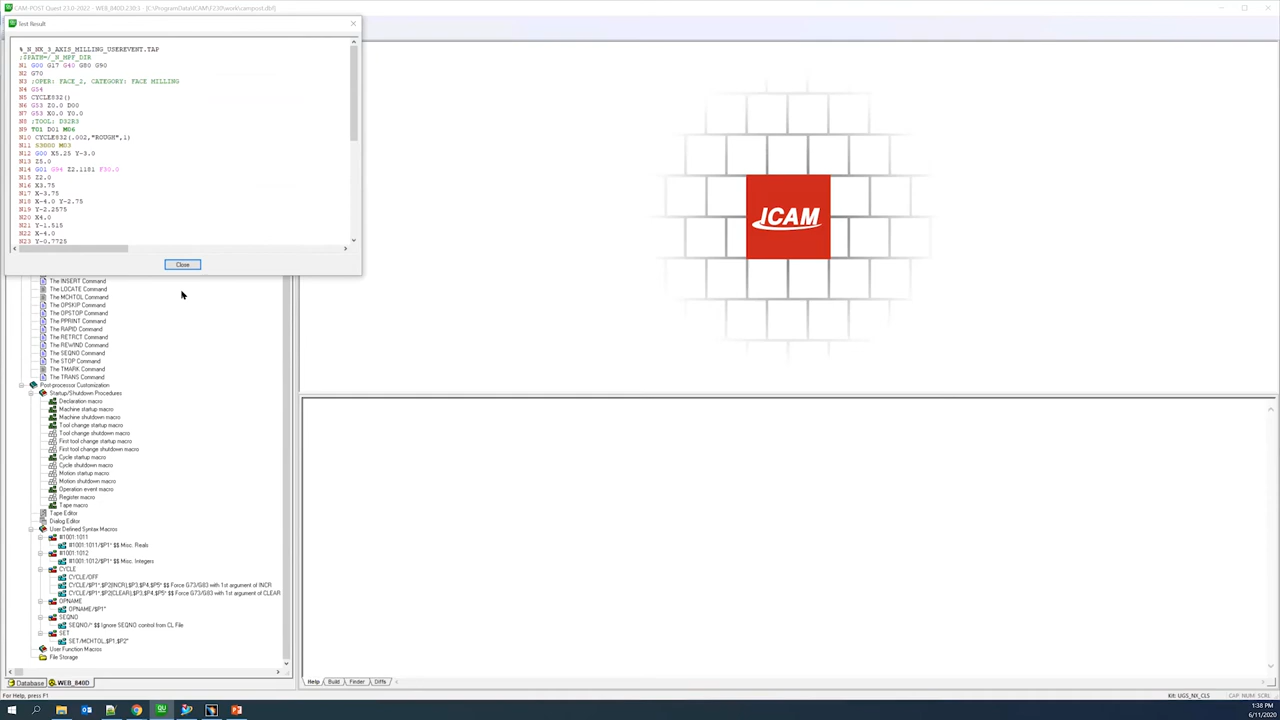 CAM-POST Quest 23.0-2022 - WEB_840D:230:5 - [C:\ProgramData\ICAM\F230\work\campost.dbf]
Test Result
%_N_NX_3_AXIS_MILLING_USEREVENT.TAP
;$PATH=/_N_MPF_DIR
N1 G00 G17 G40 G80 G90
N2 G70
N3 ;OPER: FACE_2, CATEGORY: FACE MILLING
N4 G54
N5 CYCLE832()
N6 G53 Z0.0 D00
N7 G53 X0.0 Y0.0
N8 ;TOOL: D32R3
N9 T01 D01 M06
N10 CYCLE832(.002,"ROUGH",1)
N11 S3000 M03
N12 G00 X5.25 Y-3.0
N13 Z5.0
N14 G01 G94 Z2.1181 F30.0
N15 Z2.0
N16 X3.75
N17 X-3.75
N18 X-4.0 Y-2.75
N19 Y-2.2575
N20 X4.0
N21 Y-1.515
N22 X-4.0
N23 Y-0.7725
Close
ICAM
The INSERT Command
The LOCATE Command
The MCHTOL Command
The OPSKIP Command
The OPSTOP Command
The PPRINT Command
The RAPID Command
The RETRCT Command
The REWIND Command
The SEQNO Command
The STOP Command
The TMARK Command
The TRANS Command
Post-processor Customization
Startup/Shutdown Procedures
Declaration macro
Machine startup macro
Machine shutdown macro
Tool change startup macro
Tool change shutdown macro
First tool change startup macro
First tool change shutdown macro
Cycle startup macro
Cycle shutdown macro
Motion startup macro
Motion shutdown macro
Operation event macro
Register macro
Tape macro
Tape Editor
Dialog Editor
User Defined Syntax Macros
#1001:1011
#1001:1011/$P1* $$ Misc. Reals
#1001:1012
#1001:1012/$P1* $$ Misc. Integers
CYCLE
CYCLE/OFF
CYCLE/$P1*,$P2(INCR),$P3,$P4,$P5* $$ Force G73/G83 with 1st argument of INCR
CYCLE/$P1*,$P2(CLEAR),$P3,$P4,$P5* $$ Force G73/G83 with 1st argument of CLEAR
OPNAME
OPNAME/$P1*
SEQNO
SEQNO/* $$ Ignore SEQNO control from CL File
SET
SET/MCHTOL,$P1,$P2*
User Function Macros
File Storage
Database WEB_840D
Help Build Finder Diffs
For Help, press F1
Kit: UGS_NX_CLS
CAP NUM SCRL
1:38 PM
6/11/2020